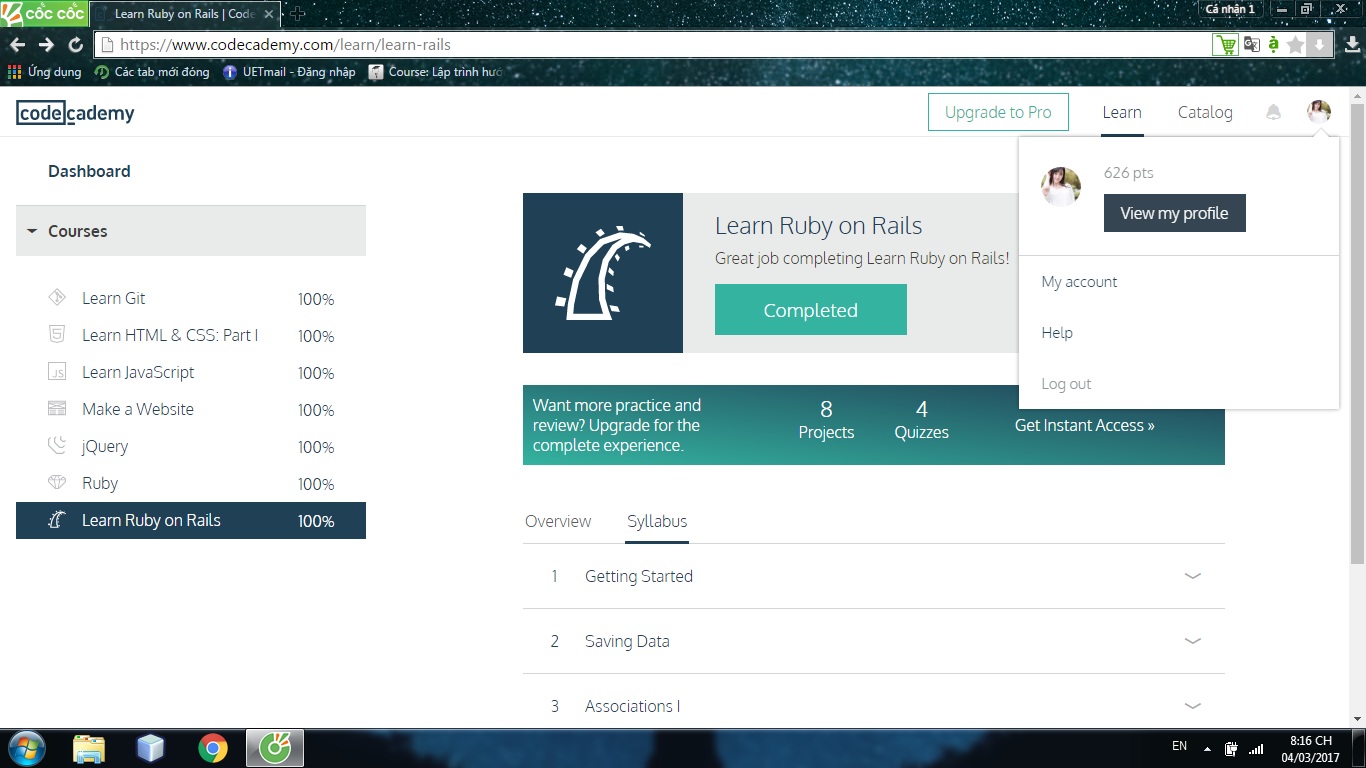 cốc cốc
Learn Ruby on Rails | Code
Cá nhân 1
https://www.codecademy.com/learn/learn-rails
Ứng dụng
Các tab mới đóng
UETmail - Đăng nhập
Course: Lập trình hướ
codecademy
Upgrade to Pro
Learn
Catalog
626 pts
View my profile
My account
Help
Log out
Dashboard
Courses
Learn Git 100%
Learn HTML & CSS: Part I 100%
JS Learn JavaScript 100%
Make a Website 100%
jQuery 100%
Ruby 100%
Learn Ruby on Rails 100%
Learn Ruby on Rails
Great job completing Learn Ruby on Rails!
Completed
Want more practice and
review? Upgrade for the
complete experience.
8
Projects
4
Quizzes
Get Instant Access »
Overview
Syllabus
1 Getting Started
2 Saving Data
3 Associations I
EN
8:16 CH
04/03/2017